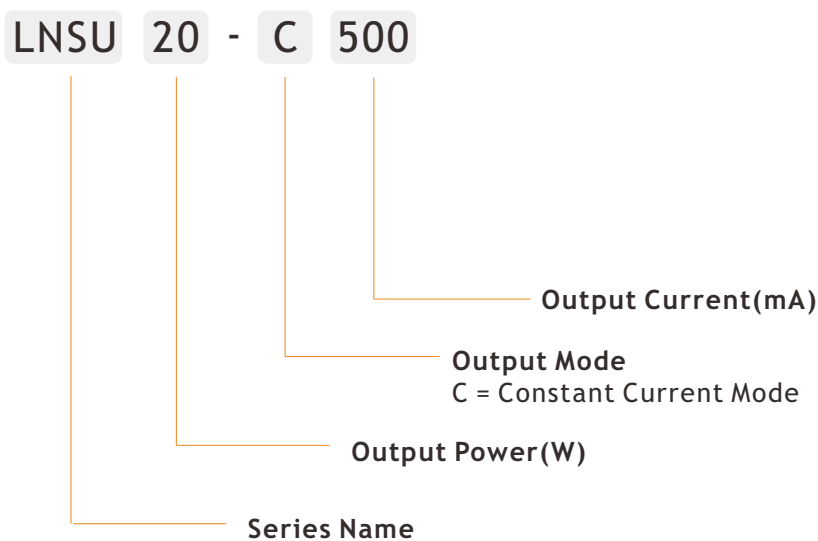 LNSU 20 - C 500
Output Current(mA)
Output Mode
C = Constant Current Mode
Output Power(W)
Series Name